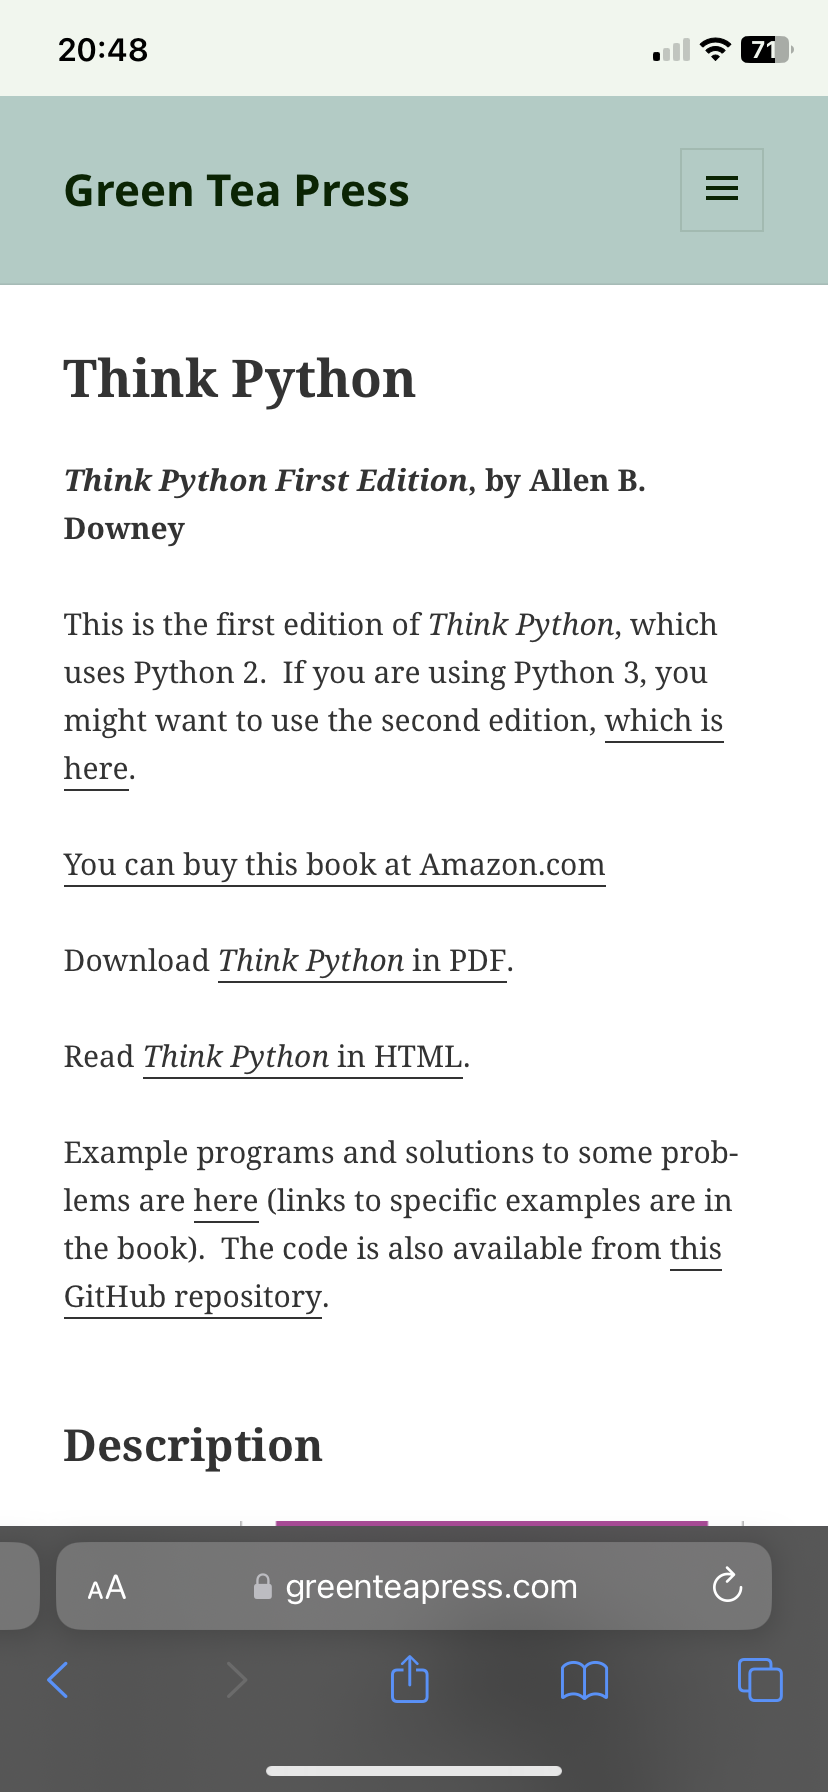 20:48
71
Green Tea Press
Think Python
Think Python First Edition, by Allen B.
Downey
This is the first edition of Think Python, which
uses Python 2.  If you are using Python 3, you
might want to use the second edition, which is
here.
You can buy this book at Amazon.com
Download Think Python in PDF.
Read Think Python in HTML.
Example programs and solutions to some prob-
lems are here (links to specific examples are in
the book).  The code is also available from this
GitHub repository.
Description
AA greenteapress.com